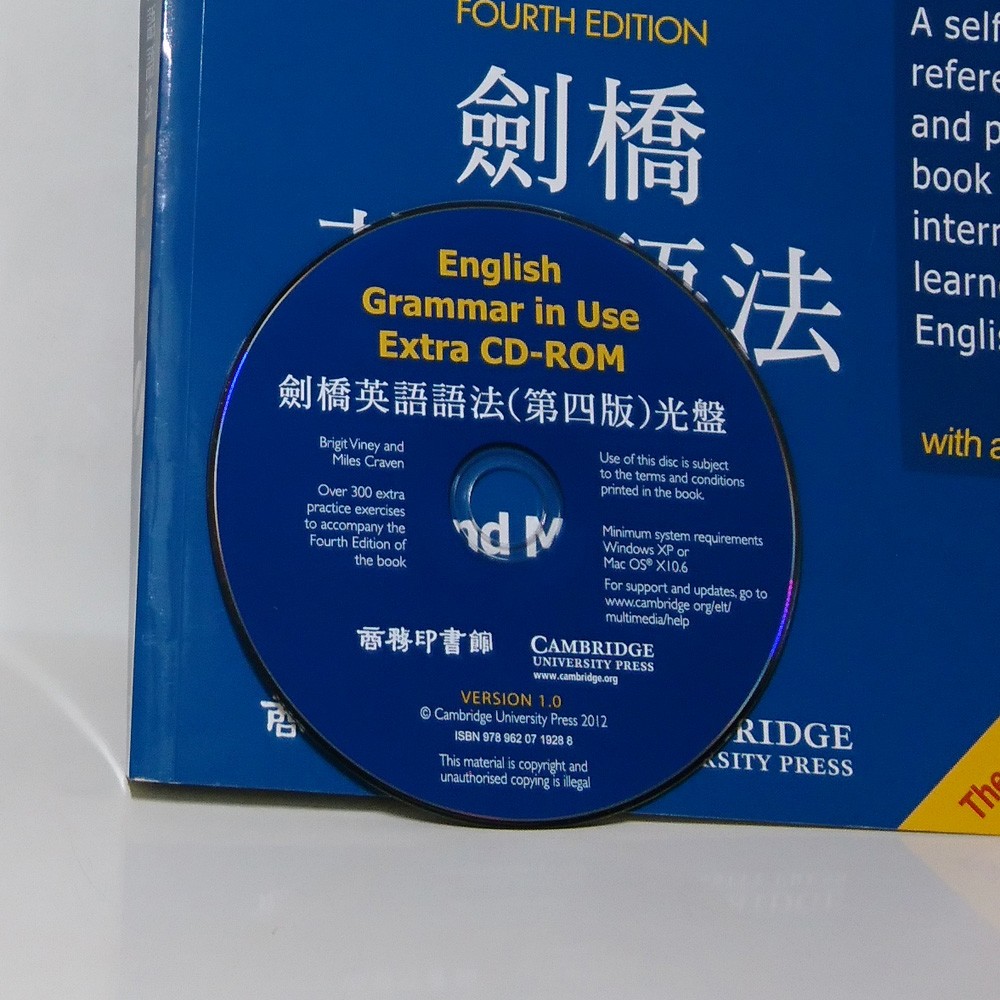 FOURTH EDITION
劍橋
語法
A self
refere
and p
book
intern
learne
Englis
with a
English
Grammar in Use
Extra CD-ROM
劍橋英語語法(第四版)光盤
Brigit Viney and
Miles Craven
Over 300 extra
practice exercises
to accompany the
Fourth Edition of
the book
Use of this disc is subject
to the terms and conditions
printed in the book.
Minimum system requirements
Windows XP or
Mac OS® X10.6
For support and updates, go to
www.cambridge org/elt/
multimedia/help
nd M
商務印書館
CAMBRIDGE
UNIVERSITY PRESS
www.cambridge.org
VERSION 1.0
© Cambridge University Press 2012
ISBN 978 962 07 1928 8
This material is copyright and
unauthorised copying is illegal
商
RIDGE
RSITY PRESS
The